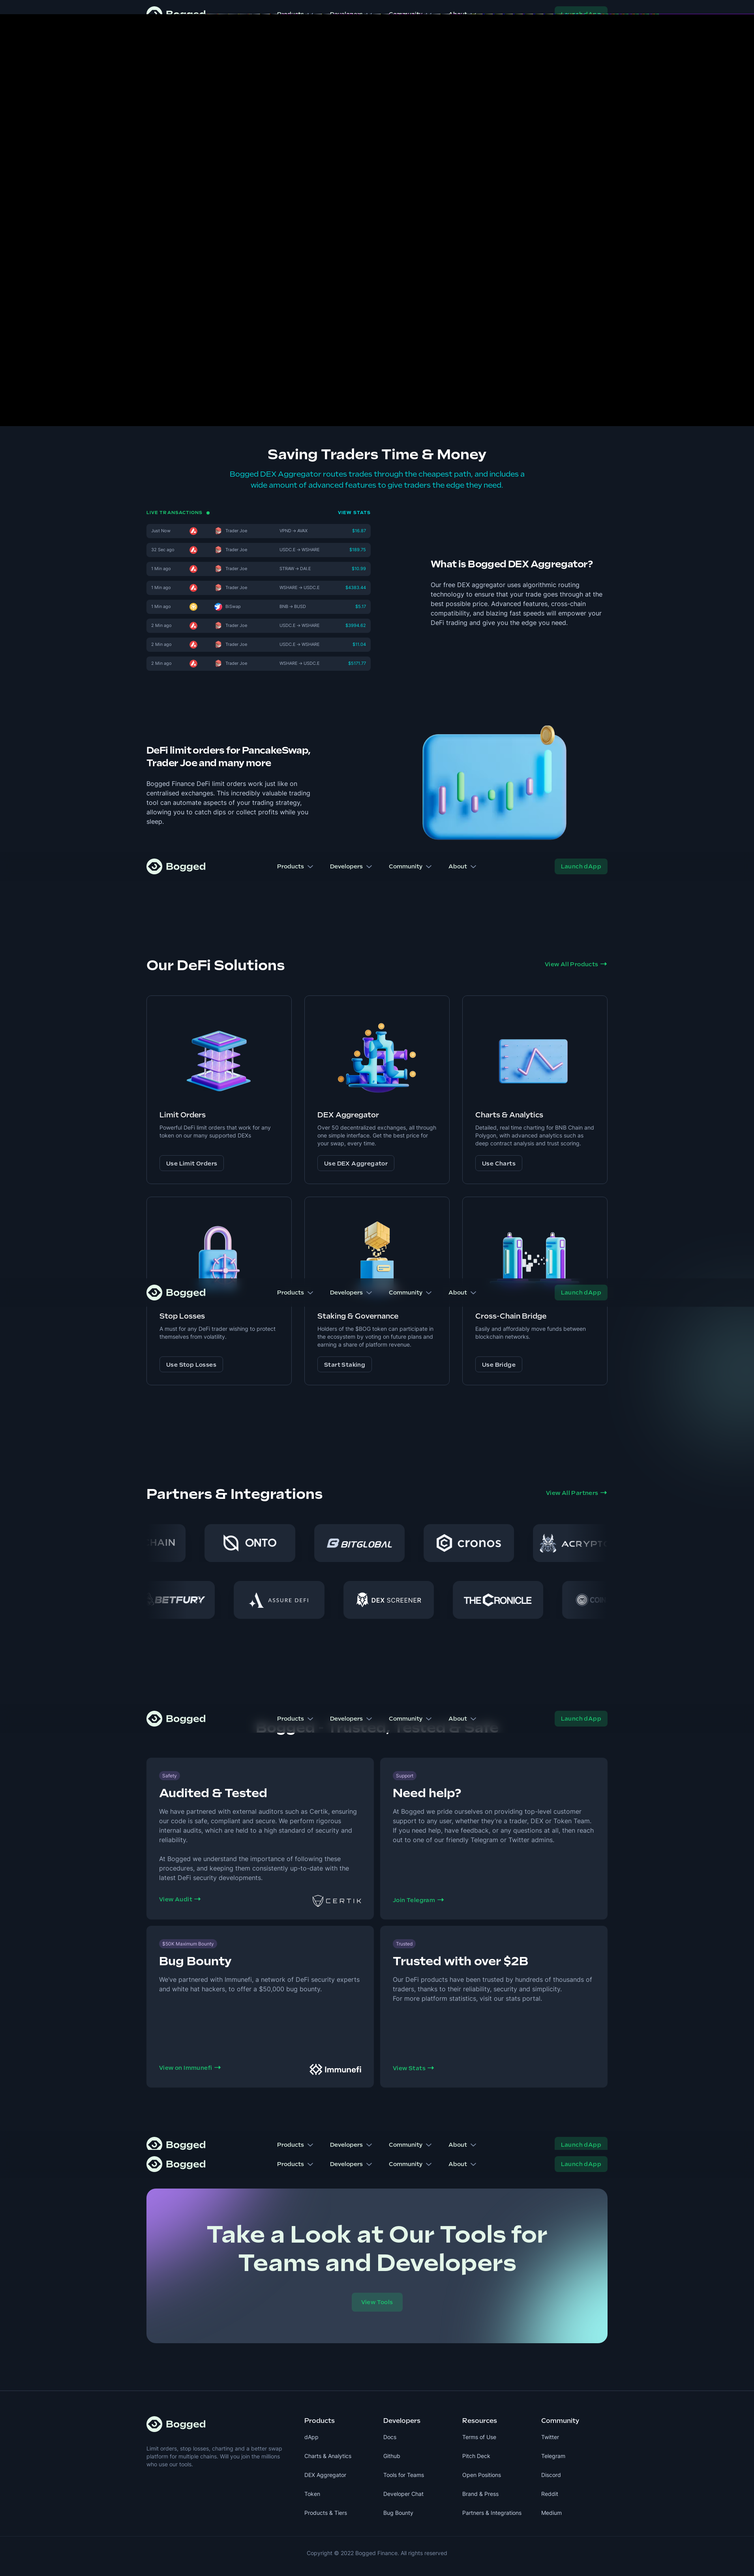 Bogged Products Developers Community About Launch dApp
Saving Traders Time & Money
Bogged DEX Aggregator routes trades through the cheapest path, and includes a
wide amount of advanced features to give traders the edge they need.
LIVE TRANSACTIONS VIEW STATS
Just Now Trader Joe VPND → AVAX $16.97
32 Sec ago Trader Joe USDC.E → WSHARE
1 Min ago Trader Joe $10.99
1 Min ago Trader Joe WSHARE → USDC.E
1 Min ago BiSwap BNB → BUSD $0.17
2 Min ago Trader Joe USDC.E → WSHARE
2 Min ago Trader Joe USDC.E → WSHARE $11.04
2 Min ago Trader Joe WSHARE → USDC.E $5171.77
What is Bogged DEX Aggregator?
Our free DEX aggregator uses algorithmic routing
technology to ensure that your trade goes through at the
best possible price. Advanced features, cross-chain
compatibility, and blazing fast speeds will empower your
DeFi trading and give you the edge you need.
DeFi limit orders for PancakeSwap,
Trader Joe and many more
Bogged Finance DeFi limit orders work just like on
centralised exchanges. This incredibly valuable trading
tool can automate aspects of your trading strategy,
allowing you to catch dips or collect profits while you
sleep.
Bogged Products Developers Community About Launch dApp
Our DeFi Solutions
View All Products →
Limit Orders
Powerful DeFi limit orders that work for any
token on our many supported DEXs
Use Limit Orders
DEX Aggregator
Over 50 decentralized exchanges, all through
one simple interface. Get the best price for
your swap, every time.
Use DEX Aggregator
Charts & Analytics
Detailed, real time charting for BNB Chain and
Polygon, with advanced analytics such as
deep contract analysis and trust scoring.
Use Charts
Bogged Products Developers Community About Launch dApp
Stop Losses
A must for any DeFi trader wishing to protect
themselves from volatility.
Use Stop Losses
Staking & Governance
Holders of the $BOG token can participate in
the ecosystem by voting on future plans and
earning a share of platform revenue.
Start Staking
Cross-Chain Bridge
Easily and affordably move funds between
blockchain networks.
Use Bridge
Partners & Integrations
View All Partners →
HAIN ONTO BITGLOBAL cronos ACRYPT
BETFURY ASSURE DEFI DEX SCREENER THE CRONICLE
Bogged Products Developers Community About Launch dApp
Bogged - Trusted, Tested & Safe
Safety
Audited & Tested
We have partnered with external auditors such as Certik, ensuring
our code is safe, compliant and secure. We perform rigorous
internal audits, which are held to a high standard of security and
reliability.
At Bogged we understand the importance of following these
procedures, and keeping them consistently up-to-date with the
latest DeFi security developments.
View Audit →
CERTIK
Support
Need help?
At Bogged we pride ourselves on providing top-level customer
support to any user, whether they're a trader, DEX or Token Team.
If you need help, have feedback, or any questions at all, then reach
out to one of our friendly Telegram or Twitter admins.
Join Telegram →
$50K Maximum Bounty
Bug Bounty
We've partnered with Immunefi, a network of DeFi security experts
and white hat hackers, to offer a $50,000 bug bounty.
View on Immunefi →
Immunefi
Trusted
Trusted with over $2B
Our DeFi products have been trusted by hundreds of thousands of
traders, thanks to their reliability, security and simplicity.
For more platform statistics, visit our stats portal.
View Stats →
Bogged Products Developers Community About Launch dApp
Bogged Products Developers Community About Launch dApp
Take a Look at Our Tools for
Teams and Developers
View Tools
Bogged
Limit orders, stop losses, charting and a better swap
platform for multiple chains. Will you join the millions
who use our tools.
Products
dApp
Charts & Analytics
DEX Aggregator
Token
Products & Tiers
Developers
Docs
Github
Tools for Teams
Developer Chat
Bug Bounty
Resources
Terms of Use
Pitch Deck
Open Positions
Brand & Press
Partners & Integrations
Community
Twitter
Telegram
Discord
Reddit
Medium
Copyright © 2022 Bogged Finance. All rights reserved